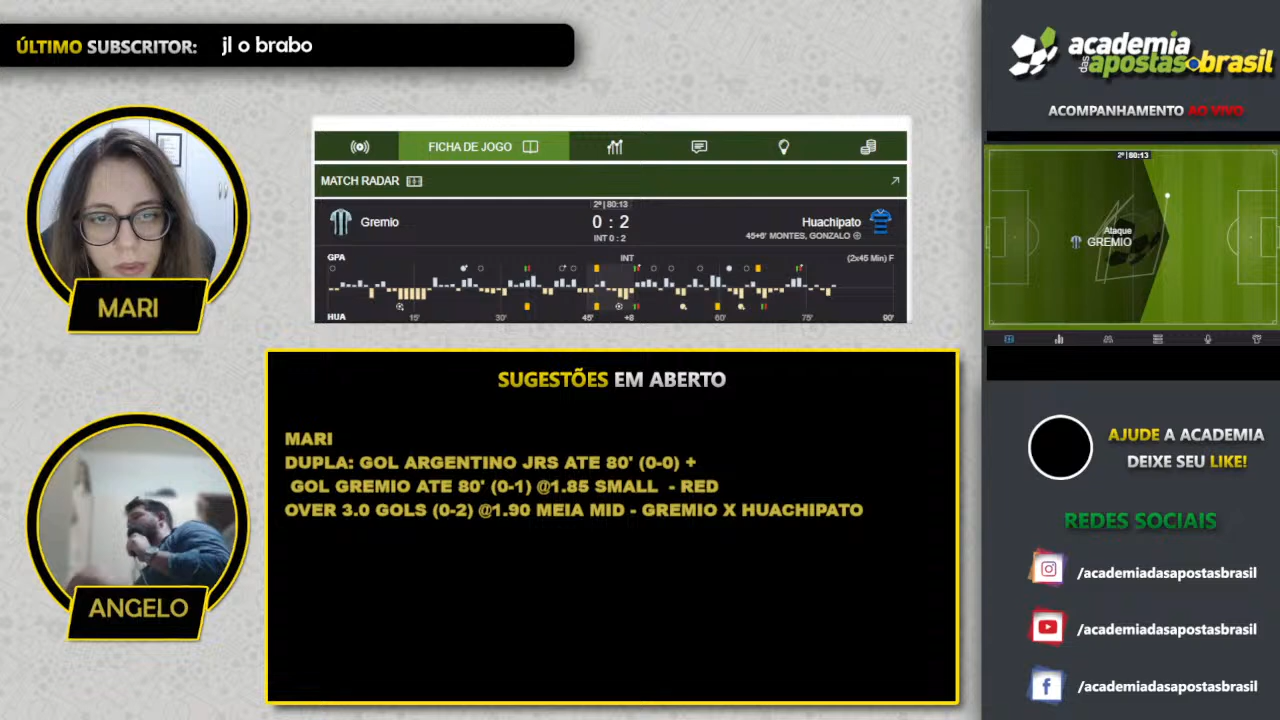 ÚLTIMO SUBSCRITOR: jl o brabo
MARI
ANGELO
FICHA DE JOGO
MATCH RADAR
2º | 80:13
Gremio 0 : 2 Huachipato
INT 0 : 2
45+6' MONTES, GONZALO
GPA INT (2x45 Min) F
HUA 15' 30' 45' +8 60' 75' 90'
SUGESTÕES EM ABERTO
MARI
DUPLA: GOL ARGENTINO JRS ATE 80' (0-0) +
GOL GREMIO ATE 80' (0-1) @1.85 SMALL - RED
OVER 3.0 GOLS (0-2) @1.90 MEIA MID - GREMIO X HUACHIPATO
academia
das apostas brasil
ACOMPANHAMENTO AO VIVO
2º | 80:13
Ataque
GREMIO
AJUDE A ACADEMIA
DEIXE SEU LIKE!
REDES SOCIAIS
/academiadasapostasbrasil
/academiadasapostasbrasil
/academiadasapostasbrasil